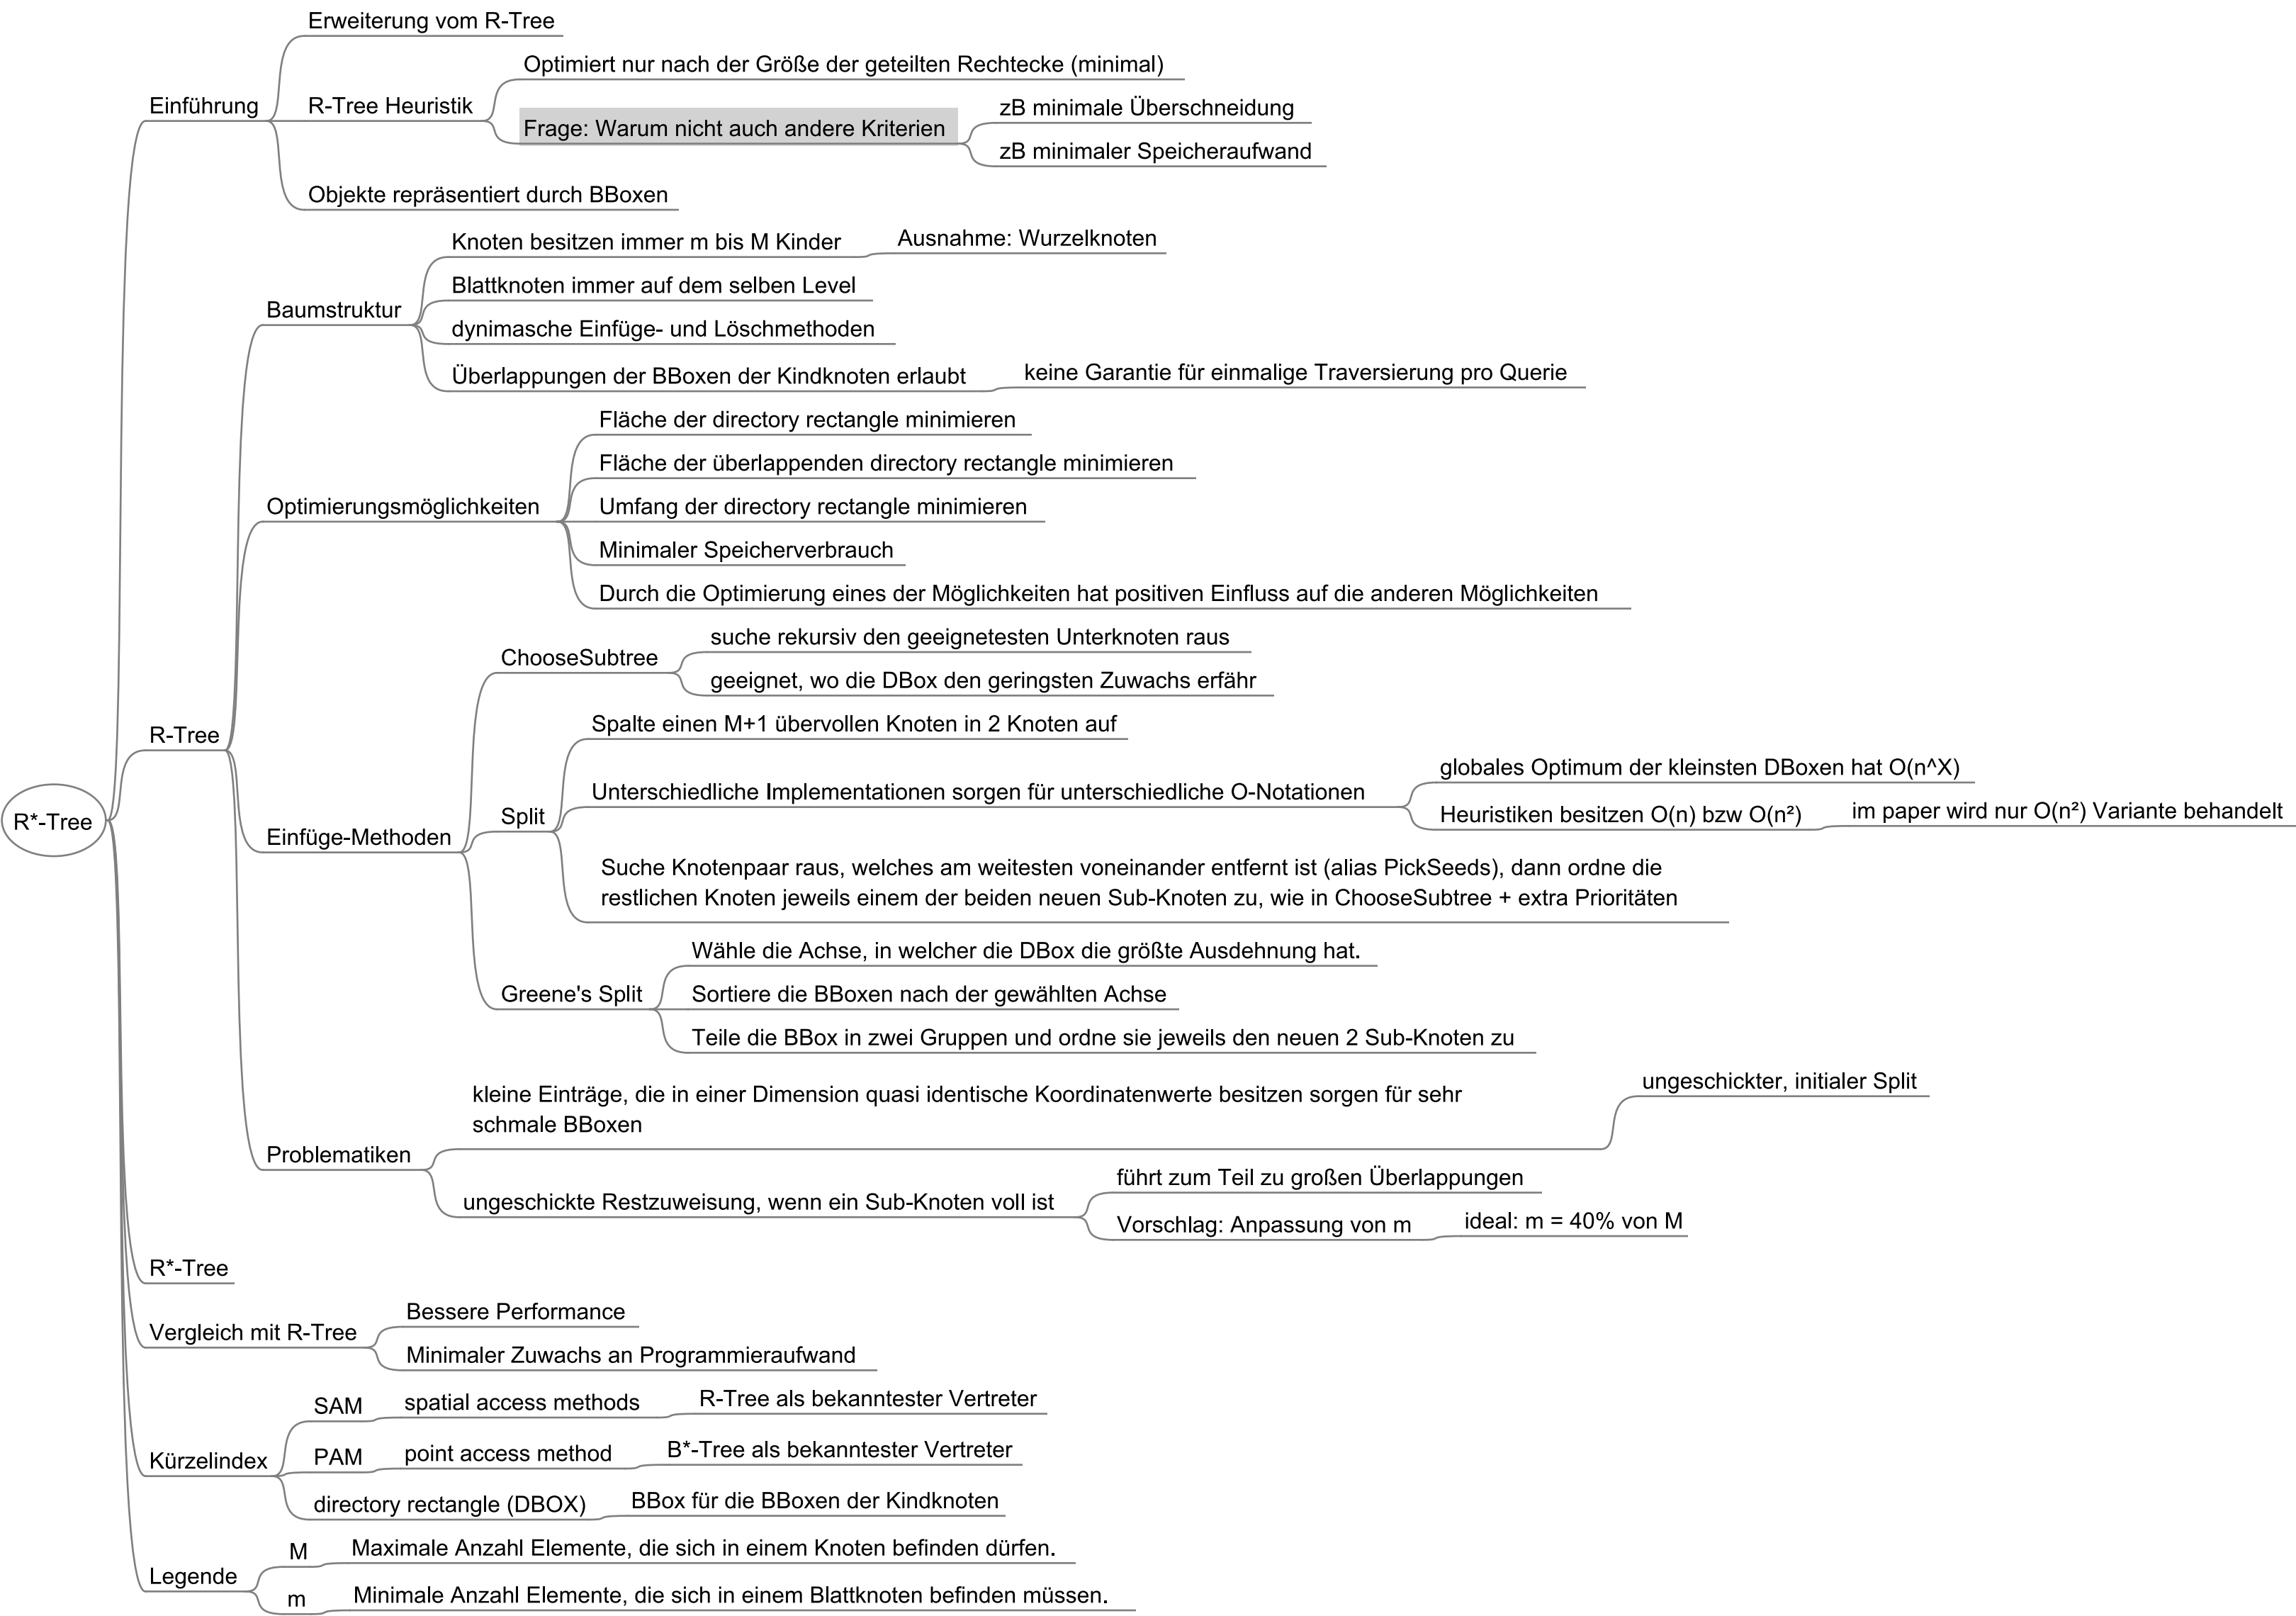 Erweiterung vom R-Tree
Optimiert nur nach der Größe der geteilten Rechtecke (minimal)
Einführung
R-Tree Heuristik
Frage: Warum nicht auch andere Kriterien
zB minimale Überschneidung
zB minimaler Speicheraufwand
Objekte repräsentiert durch BBoxen
Knoten besitzen immer m bis M Kinder
Ausnahme: Wurzelknoten
Blattknoten immer auf dem selben Level
Baumstruktur
dynimasche Einfüge- und Löschmethoden
Überlappungen der BBoxen der Kindknoten erlaubt
keine Garantie für einmalige Traversierung pro Querie
Fläche der directory rectangle minimieren
Fläche der überlappenden directory rectangle minimieren
Optimierungsmöglichkeiten
Umfang der directory rectangle minimieren
Minimaler Speicherverbrauch
Durch die Optimierung eines der Möglichkeiten hat positiven Einfluss auf die anderen Möglichkeiten
suche rekursiv den geeignetesten Unterknoten raus
ChooseSubtree
geeignet, wo die DBox den geringsten Zuwachs erfähr
R-Tree
Spalte einen M+1 übervollen Knoten in 2 Knoten auf
globales Optimum der kleinsten DBoxen hat O(n^X)
Unterschiedliche Implementationen sorgen für unterschiedliche O-Notationen
Heuristiken besitzen O(n) bzw O(n²)
im paper wird nur O(n²) Variante behandelt
R*-Tree
Einfüge-Methoden
Split
Suche Knotenpaar raus, welches am weitesten voneinander entfernt ist (alias PickSeeds), dann ordne die
restlichen Knoten jeweils einem der beiden neuen Sub-Knoten zu, wie in ChooseSubtree + extra Prioritäten
Wähle die Achse, in welcher die DBox die größte Ausdehnung hat.
Greene's Split
Sortiere die BBoxen nach der gewählten Achse
Teile die BBox in zwei Gruppen und ordne sie jeweils den neuen 2 Sub-Knoten zu
kleine Einträge, die in einer Dimension quasi identische Koordinatenwerte besitzen sorgen für sehr
schmale BBoxen
ungeschickter, initialer Split
Problematiken
ungeschickte Restzuweisung, wenn ein Sub-Knoten voll ist
führt zum Teil zu großen Überlappungen
Vorschlag: Anpassung von m
ideal: m = 40% von M
R*-Tree
Bessere Performance
Vergleich mit R-Tree
Minimaler Zuwachs an Programmieraufwand
SAM
spatial access methods
R-Tree als bekanntester Vertreter
Kürzelindex
PAM
point access method
B*-Tree als bekanntester Vertreter
directory rectangle (DBOX)
BBox für die BBoxen der Kindknoten
M
Maximale Anzahl Elemente, die sich in einem Knoten befinden dürfen.
Legende
m
Minimale Anzahl Elemente, die sich in einem Blattknoten befinden müssen.